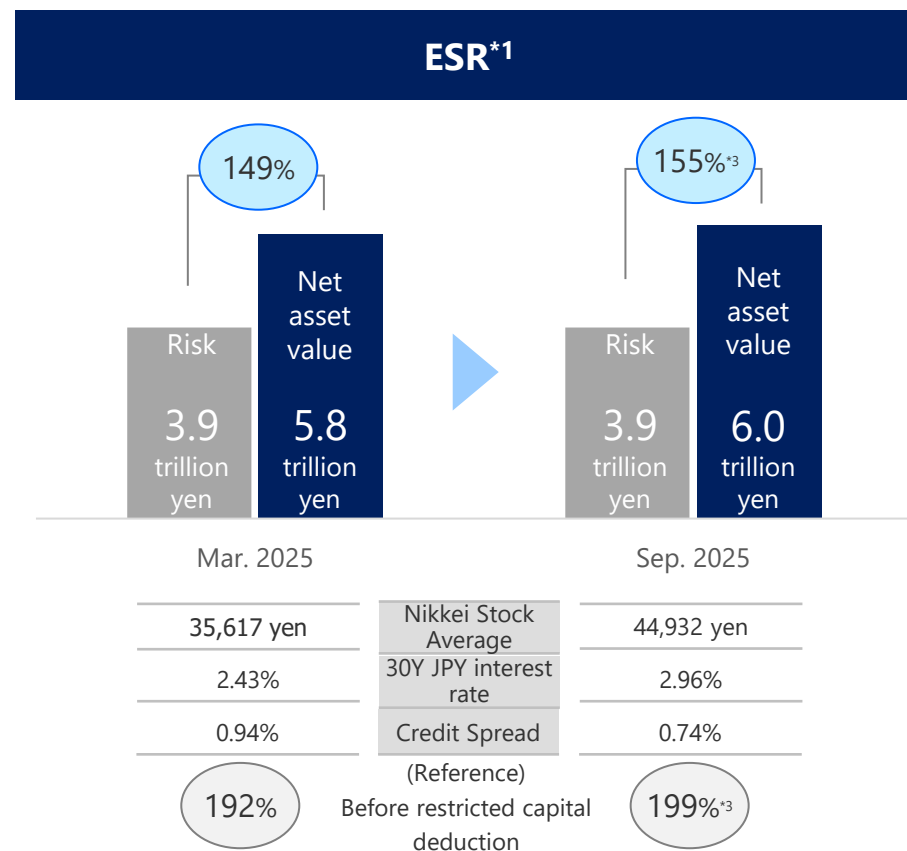 ESR*1
149%
155%*3
Risk
3.9
trillion
yen
Net
asset
value
5.8
trillion
yen
Risk
3.9
trillion
yen
Net
asset
value
6.0
trillion
yen
Mar. 2025
Sep. 2025
35,617 yen
Nikkei Stock
Average
44,932 yen
2.43%
30Y JPY interest
rate
2.96%
0.94%
Credit Spread
0.74%
192%
(Reference)
Before restricted capital
deduction
199%*3